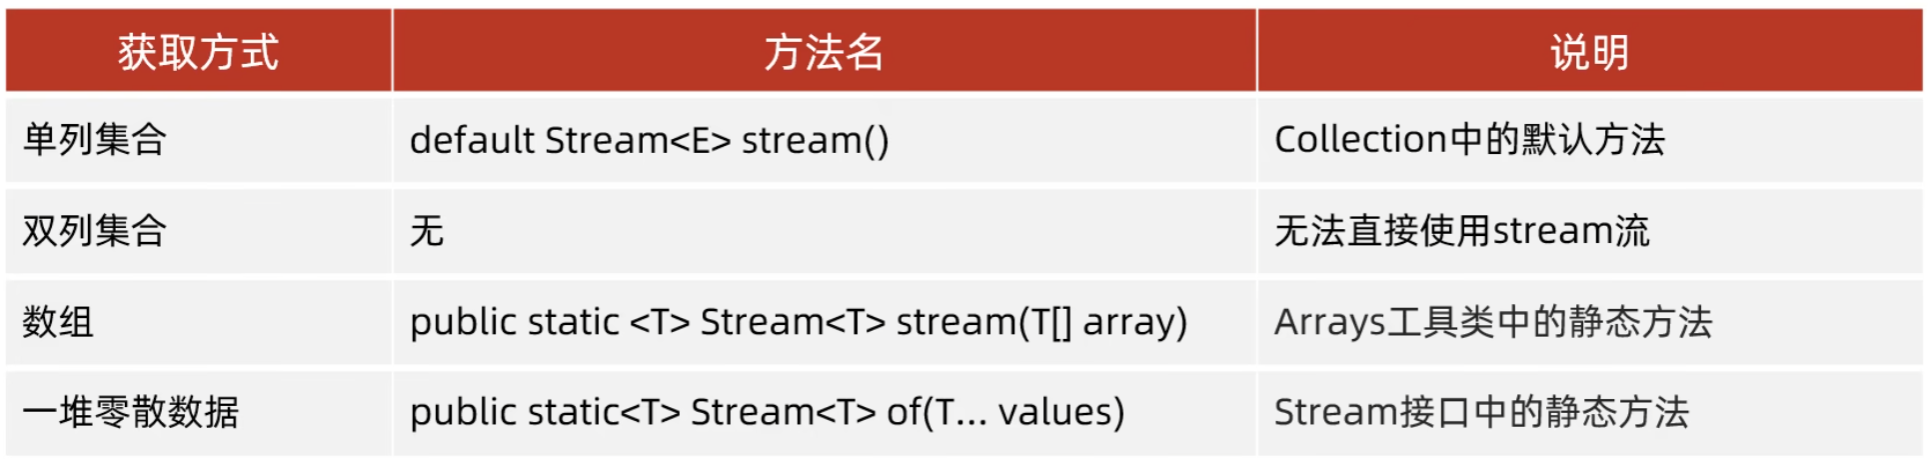 获取方式 方法名 说明
单列集合 default Stream<E> stream() Collection中的默认方法
双列集合 无 无法直接使用stream流
数组 public static <T> Stream<T> stream(T[] array) Arrays工具类中的静态方法
一堆零散数据 public static<T> Stream<T> of(T... values) Stream接口中的静态方法